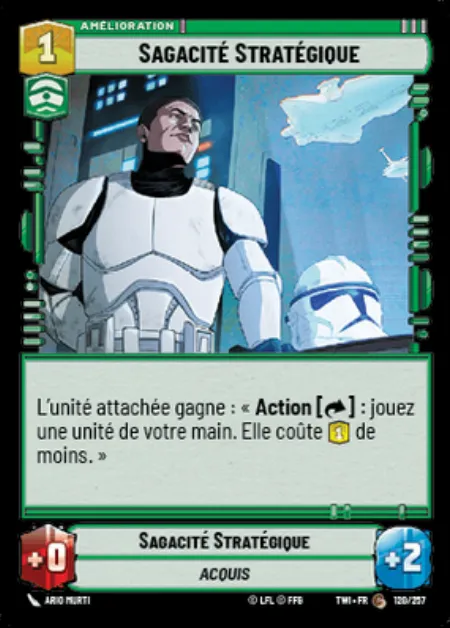 AMÉLIORATION
1
SAGACITÉ STRATÉGIQUE
L'unité attachée gagne : « Action [ ] : jouez
une unité de votre main. Elle coûte 1 de
moins. »
SAGACITÉ STRATÉGIQUE
+0
+2
ACQUIS
ARIO MURTI
© LFL © FFG
TWI • FR
C
120/257